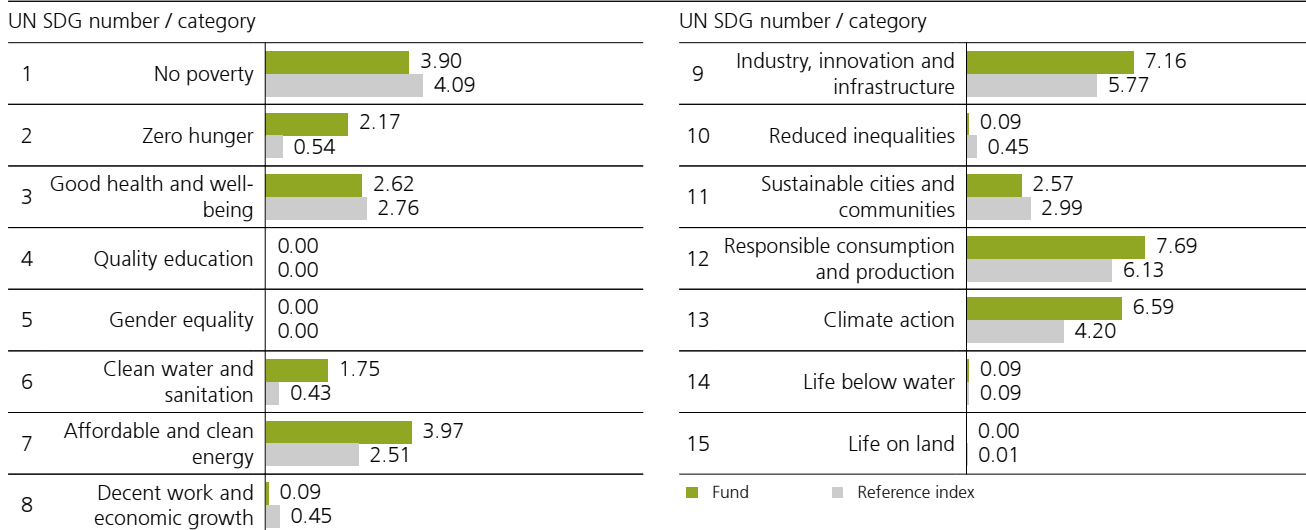 UN SDG number / category
1 No poverty 3.90
4.09
2 Zero hunger 2.17
0.54
3 Good health and well-
being 2.62
2.76
4 Quality education 0.00
0.00
5 Gender equality 0.00
0.00
6 Clean water and
sanitation 1.75
0.43
7 Affordable and clean
energy 3.97
2.51
8 Decent work and
economic growth 0.09
0.45
UN SDG number / category
9 Industry, innovation and
infrastructure 7.16
5.77
10 Reduced inequalities 0.09
0.45
11 Sustainable cities and
communities 2.57
2.99
12 Responsible consumption
and production 7.69
6.13
13 Climate action 6.59
4.20
14 Life below water 0.09
0.09
15 Life on land 0.00
0.01
Fund Reference index